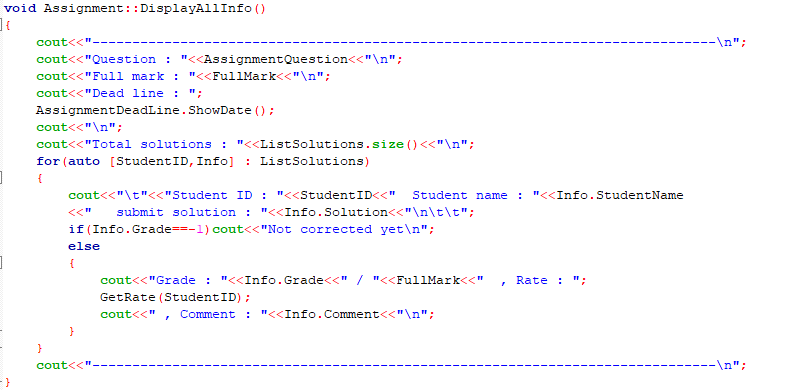 void Assignment::DisplayAllInfo()
{
    cout<<"------------------------------------------------------------------------------\n";
    cout<<"Question : "<<AssignmentQuestion<<"\n";
    cout<<"Full mark : "<<FullMark<<"\n";
    cout<<"Dead line : ";
    AssignmentDeadLine.ShowDate();
    cout<<"\n";
    cout<<"Total solutions : "<<ListSolutions.size()<<"\n";
    for(auto [StudentID,Info] : ListSolutions)
    {
        cout<<"\t"<<"Student ID : "<<StudentID<<"  Student name : "<<Info.StudentName
        <<"   submit solution : "<<Info.Solution<<"\n\t\t";
        if(Info.Grade==-1)cout<<"Not corrected yet\n";
        else
        {
            cout<<"Grade : "<<Info.Grade<<" / "<<FullMark<<"  , Rate : ";
            GetRate(StudentID);
            cout<<" , Comment : "<<Info.Comment<<"\n";
        }
    }
    cout<<"------------------------------------------------------------------------------\n";
}